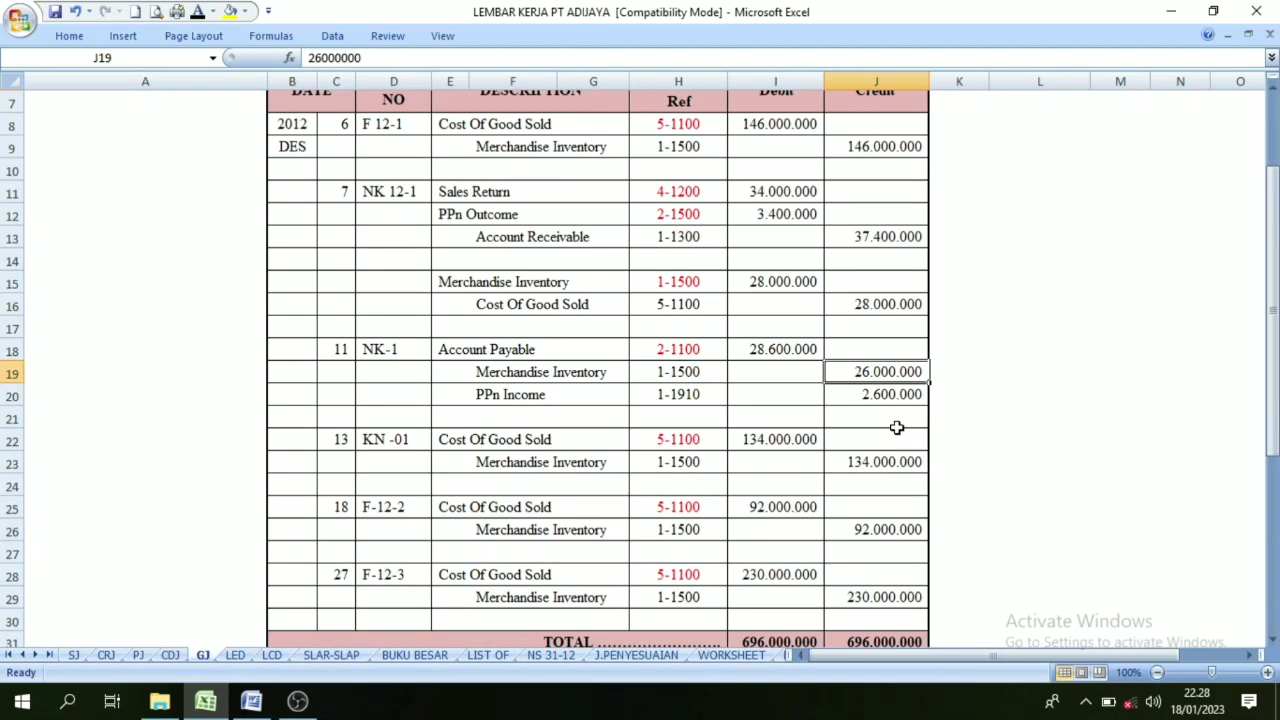 LEMBAR KERJA PT ADIJAYA [Compatibility Mode] - Microsoft Excel
Home Insert Page Layout Formulas Data Review View
J19 fx 26000000
A B C D E F G H I J K L M N O
7 DATE NO DESCRIPTION Ref Debit Credit
8 2012 6 F 12-1 Cost Of Good Sold 5-1100 146.000.000
9 DES Merchandise Inventory 1-1500 146.000.000
10
11 7 NK 12-1 Sales Return 4-1200 34.000.000
12 PPn Outcome 2-1500 3.400.000
13 Account Receivable 1-1300 37.400.000
14
15 Merchandise Inventory 1-1500 28.000.000
16 Cost Of Good Sold 5-1100 28.000.000
17
18 11 NK-1 Account Payable 2-1100 28.600.000
19 Merchandise Inventory 1-1500 26.000.000
20 PPn Income 1-1910 2.600.000
21
22 13 KN -01 Cost Of Good Sold 5-1100 134.000.000
23 Merchandise Inventory 1-1500 134.000.000
24
25 18 F-12-2 Cost Of Good Sold 5-1100 92.000.000
26 Merchandise Inventory 1-1500 92.000.000
27
28 27 F-12-3 Cost Of Good Sold 5-1100 230.000.000
29 Merchandise Inventory 1-1500 230.000.000
30
31 TOTAL .......................... 696.000.000 696.000.000
Activate Windows
Go to Settings to activate Windows.
SJ CRJ PJ CDJ GJ LED LCD SLAR-SLAP BUKU BESAR LIST OF NS 31-12 J.PENYESUAIAN WORKSHEET
Ready 100%
22.28
18/01/2023